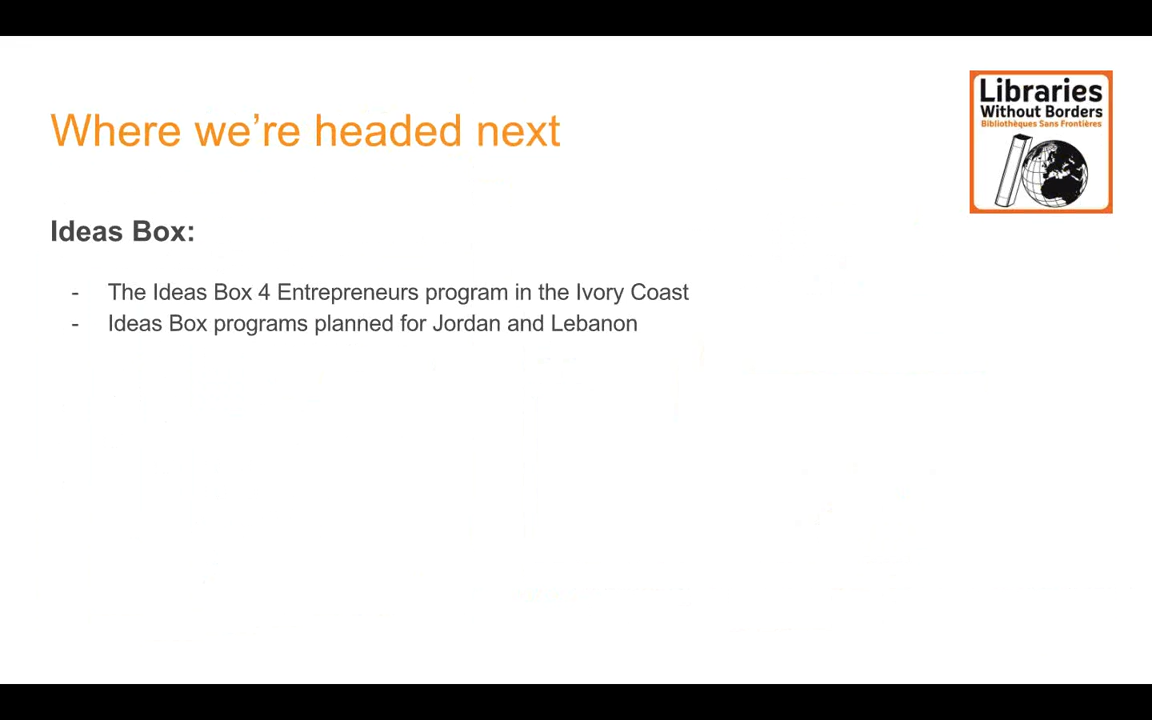 Where we're headed next
Libraries
Without Borders
Bibliothèques Sans Frontières
Ideas Box:
- The Ideas Box 4 Entrepreneurs program in the Ivory Coast
- Ideas Box programs planned for Jordan and Lebanon